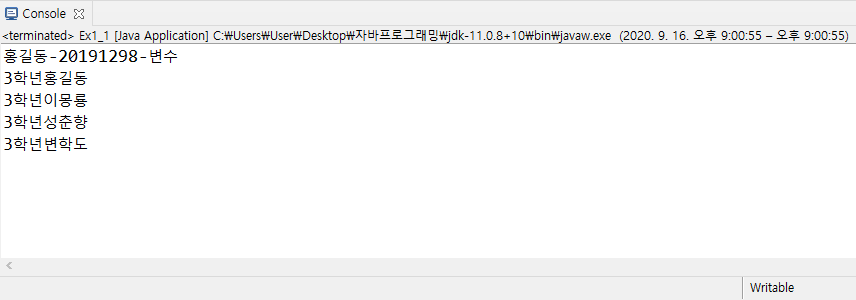 Console
<terminated> Ex1_1 [Java Application] C:₩Users₩User₩Desktop₩자바프로그래밍₩jdk-11.0.8+10₩bin₩javaw.exe (2020. 9. 16. 오후 9:00:55 – 오후 9:00:55)
홍길동-20191298-변수
3학년홍길동
3학년이몽룡
3학년성춘향
3학년변학도
Writable